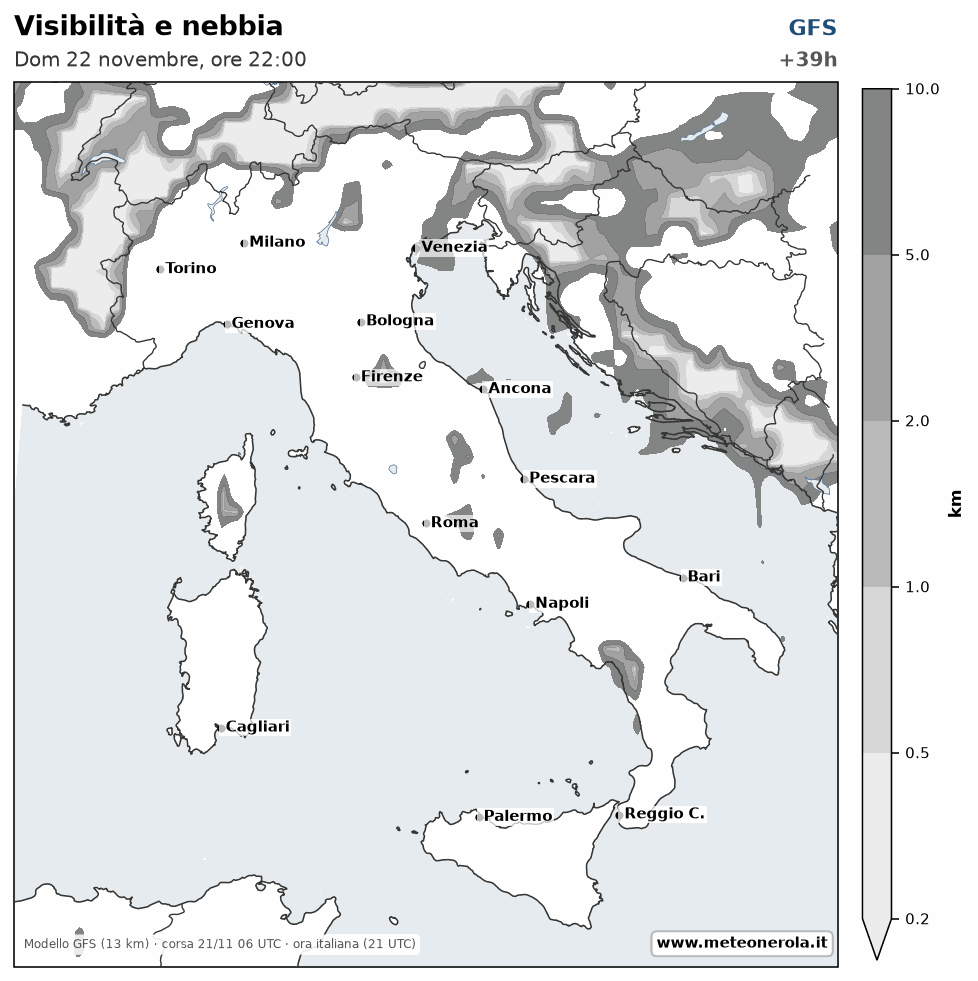 Visibilità e nebbia
GFS
Dom 22 novembre, ore 22:00
+39h
10.0
5.0
2.0
1.0
0.5
0.2
km
Milano
Venezia
Torino
Genova
Bologna
Firenze
Ancona
Pescara
Roma
Bari
Napoli
Cagliari
Palermo
Reggio C.
Modello GFS (13 km) · corsa 21/11 06 UTC · ora italiana (21 UTC)
www.meteonerola.it